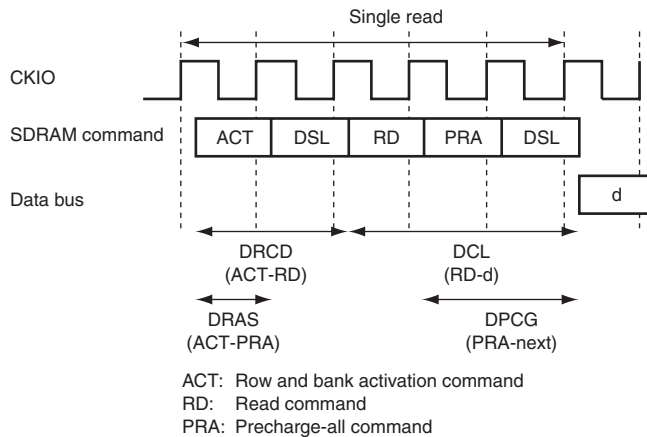 Single read
CKIO
SDRAM command
ACT DSL RD PRA DSL
Data bus
d
DRCD
(ACT-RD)
DCL
(RD-d)
DRAS
(ACT-PRA)
DPCG
(PRA-next)
ACT: Row and bank activation command
RD: Read command
PRA: Precharge-all command